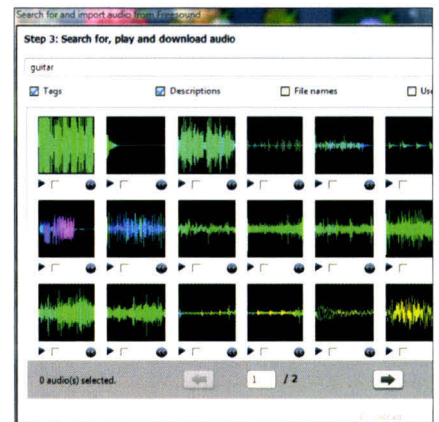 Search for and import audio from Freesound
Step 3: Search for, play and download audio
guitar
Tags Descriptions File names
0 audio(s) selected. 1 / 2